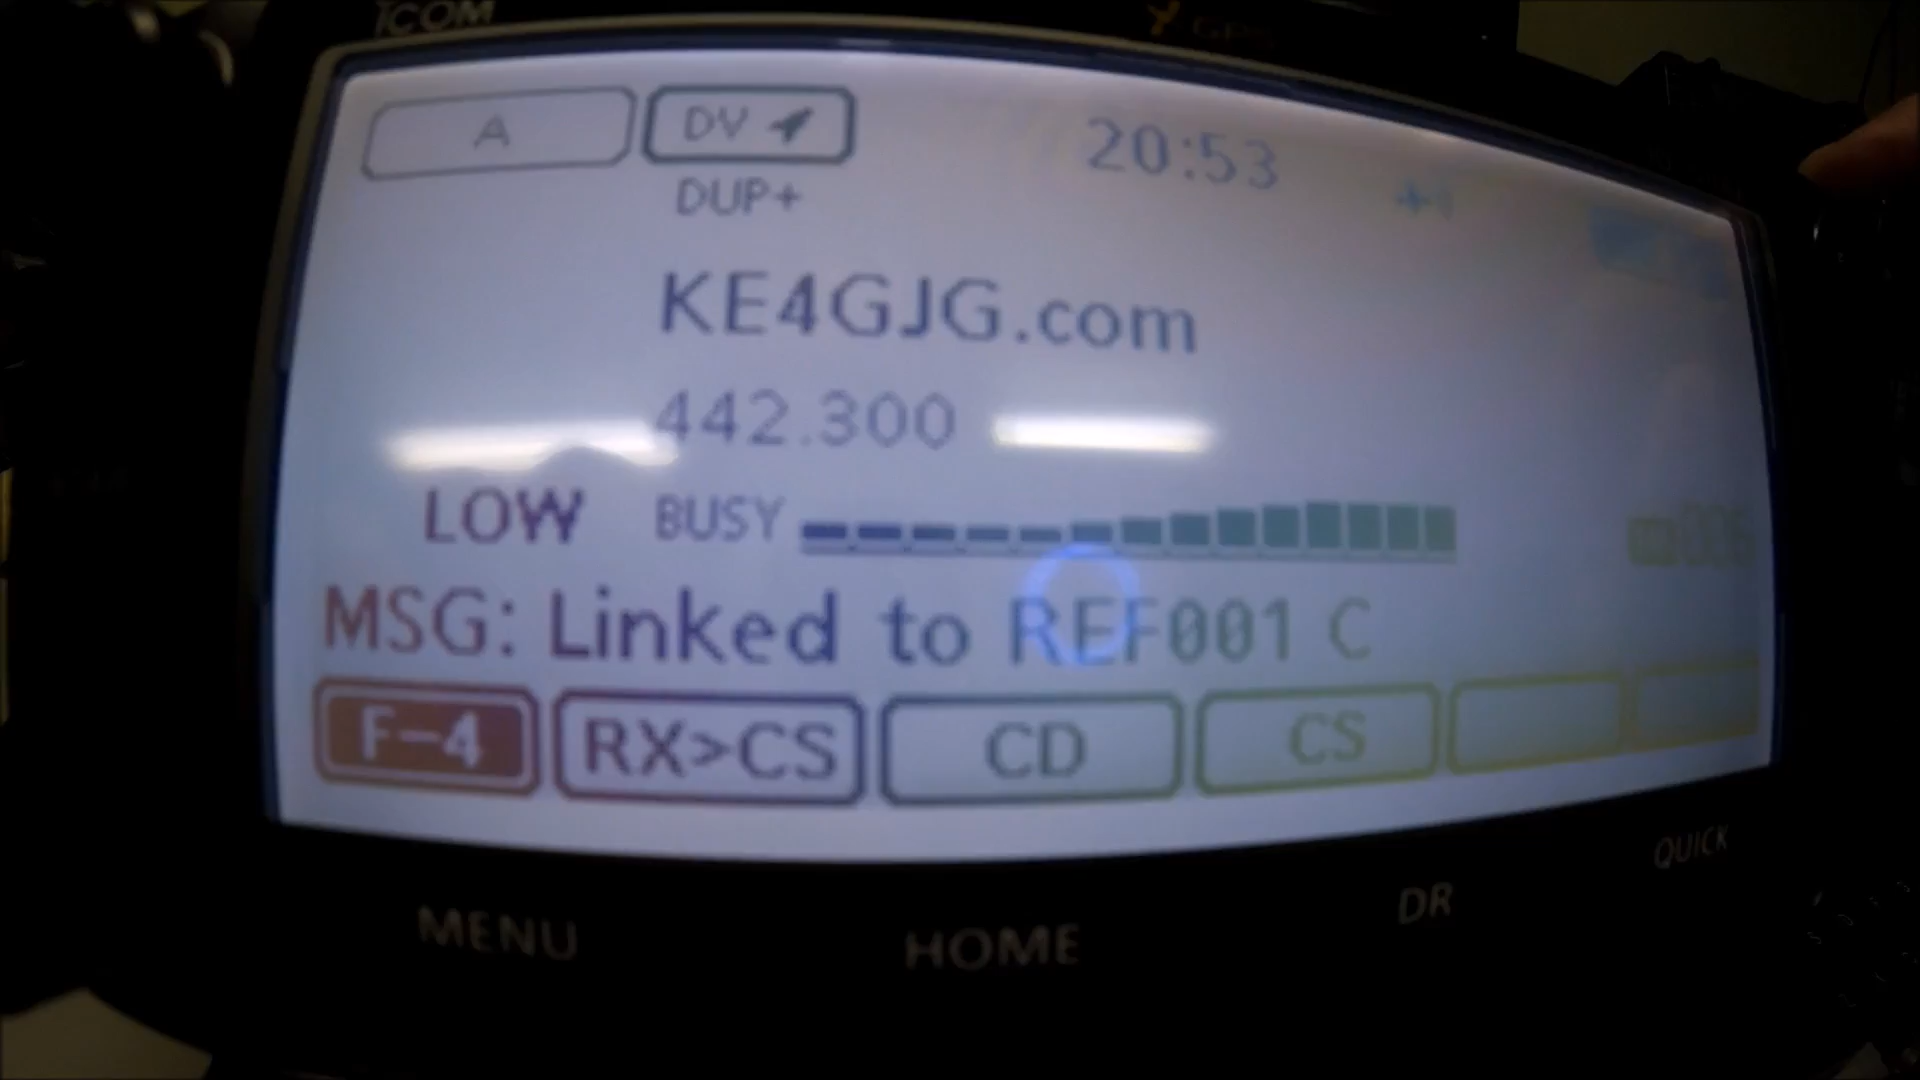 ICOM
A DV 20:53
DUP+
KE4GJG.com
442.300
LOW BUSY
MSG: Linked to REF001 C
F-4 RX>CS CD CS
QUICK
MENU HOME DR